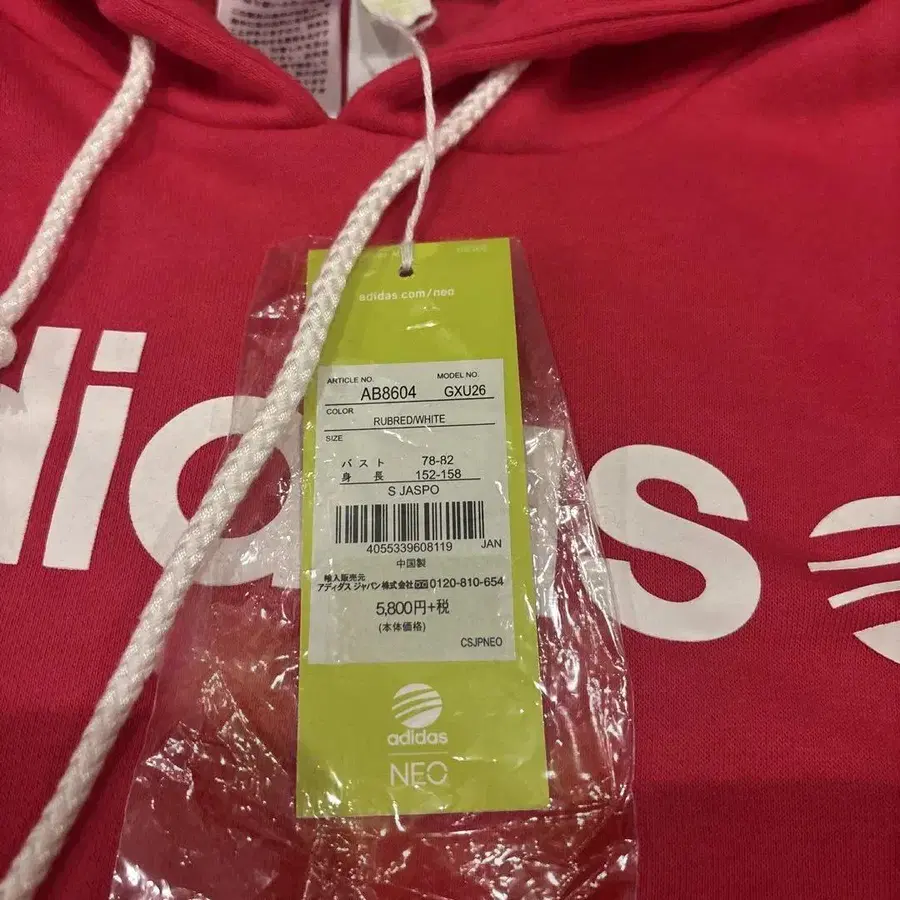 adidas.com/neo
ARTICLE NO. MODEL NO.
AB8604 GXU26
COLOR
RUBRED/WHITE
SIZE
バスト 78-82
身長 152-158
S JASPO
4055339608119 JAN
中国製
輸入販売元
アディダス ジャパン株式会社 0120-810-654
5,800円+税
(本体価格)
CSJPNEO
adidas
NEO
didas